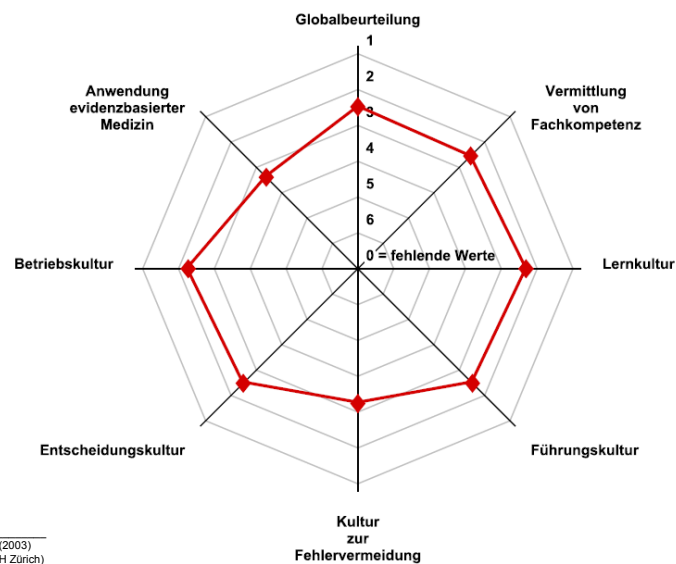 Globalbeurteilung
1
2
3
4
5
6
0 = fehlende Werte
Anwendung
evidenzbasierter
Medizin
Vermittlung
von
Fachkompetenz
Betriebskultur
Lernkultur
Entscheidungskultur
Führungskultur
Kultur
zur
Fehlervermeidung
(2003)
H Zürich)